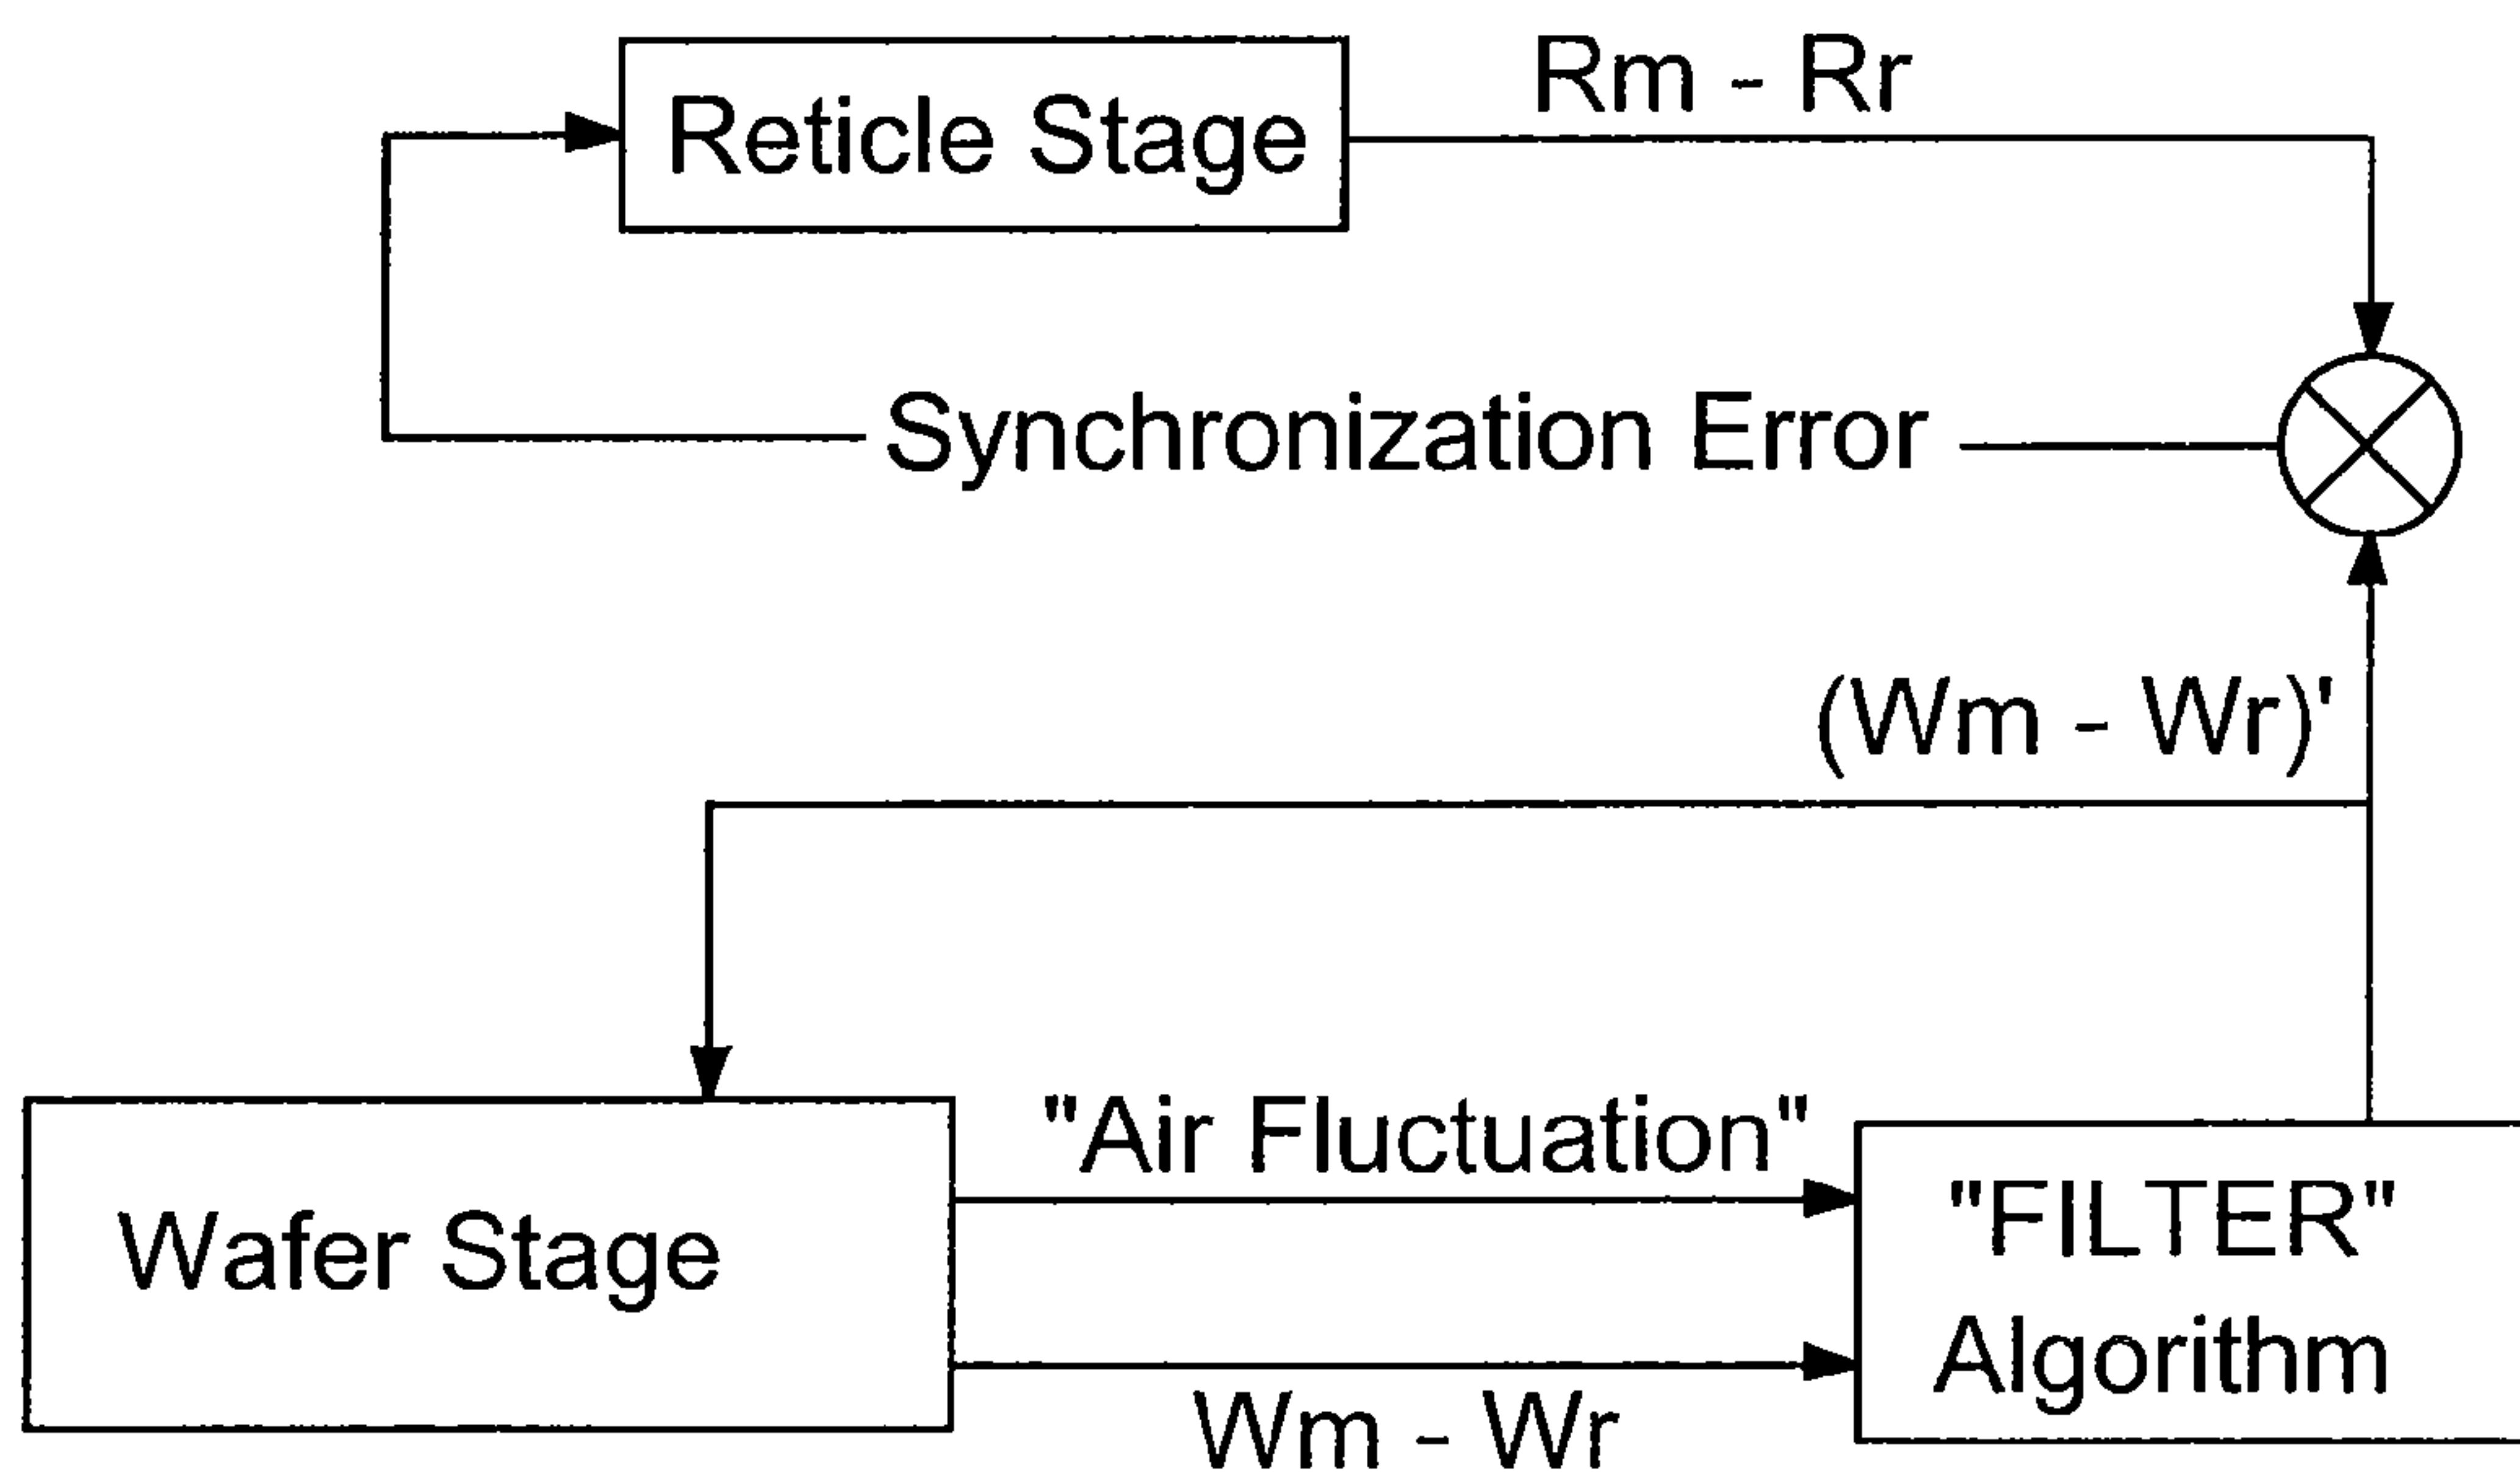 Rm - Rr
Reticle Stage
Synchronization Error
(Wm - Wr)'
"Air Fluctuation"
Wafer Stage
"FILTER"
Algorithm
Wm - Wr